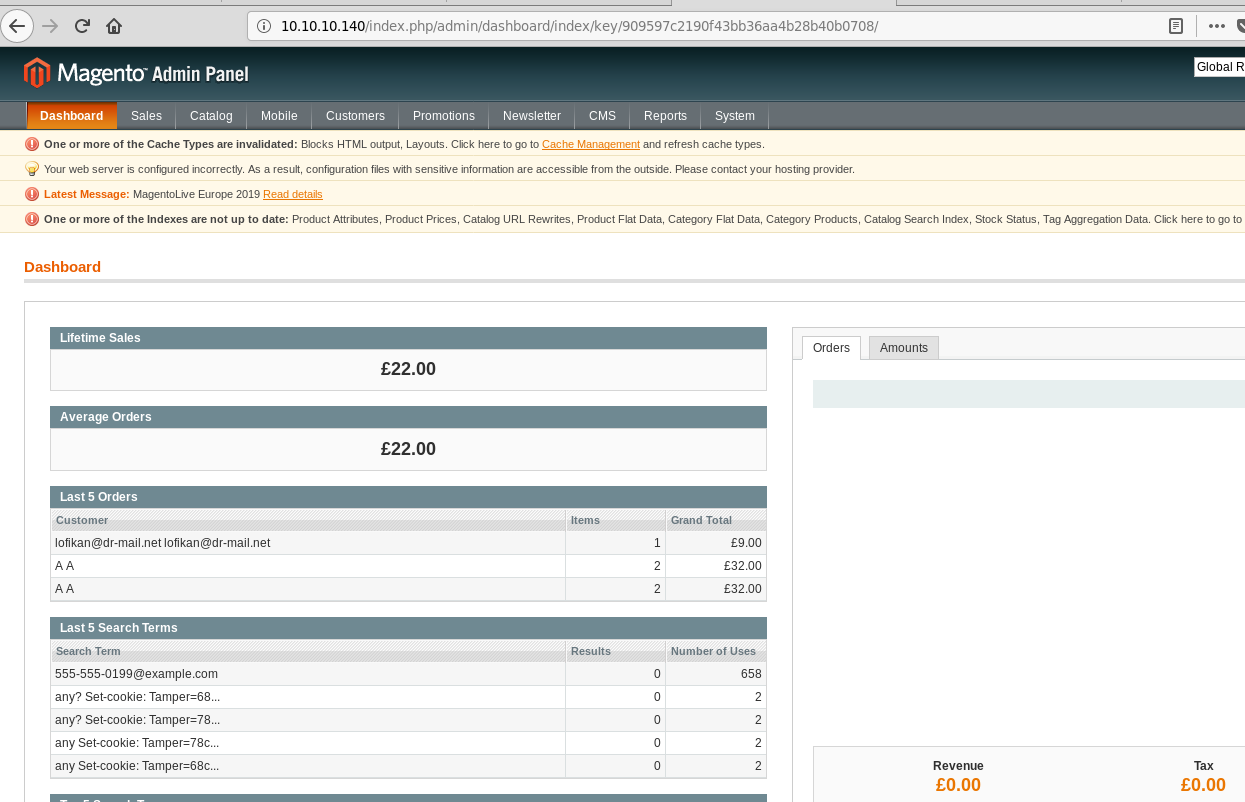 10.10.10.140/index.php/admin/dashboard/index/key/909597c2190f43bb36aa4b28b40b0708/
Magento™ Admin Panel
Global R
Dashboard Sales Catalog Mobile Customers Promotions Newsletter CMS Reports System
One or more of the Cache Types are invalidated: Blocks HTML output, Layouts. Click here to go to Cache Management and refresh cache types.
Your web server is configured incorrectly. As a result, configuration files with sensitive information are accessible from the outside. Please contact your hosting provider.
Latest Message: MagentoLive Europe 2019 Read details
One or more of the Indexes are not up to date: Product Attributes, Product Prices, Catalog URL Rewrites, Product Flat Data, Category Flat Data, Category Products, Catalog Search Index, Stock Status, Tag Aggregation Data. Click here to go to
Dashboard
Lifetime Sales
£22.00
Average Orders
£22.00
Last 5 Orders
Customer Items Grand Total
lofikan@dr-mail.net lofikan@dr-mail.net 1 £9.00
A A 2 £32.00
A A 2 £32.00
Last 5 Search Terms
Search Term Results Number of Uses
555-555-0199@example.com 0 658
any? Set-cookie: Tamper=68... 0 2
any? Set-cookie: Tamper=78... 0 2
any Set-cookie: Tamper=78c... 0 2
any Set-cookie: Tamper=68c... 0 2
Orders Amounts
Revenue Tax
£0.00 £0.00